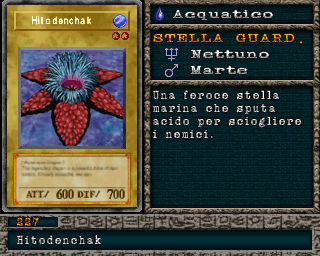 Hitodenchak
ATT/ 600 DIF/ 700
Acquatico
STELLA GUARD.
Nettuno
Marte
Una feroce stella
marina che sputa
acido per sciogliere
i nemici.
227
Hitodenchak